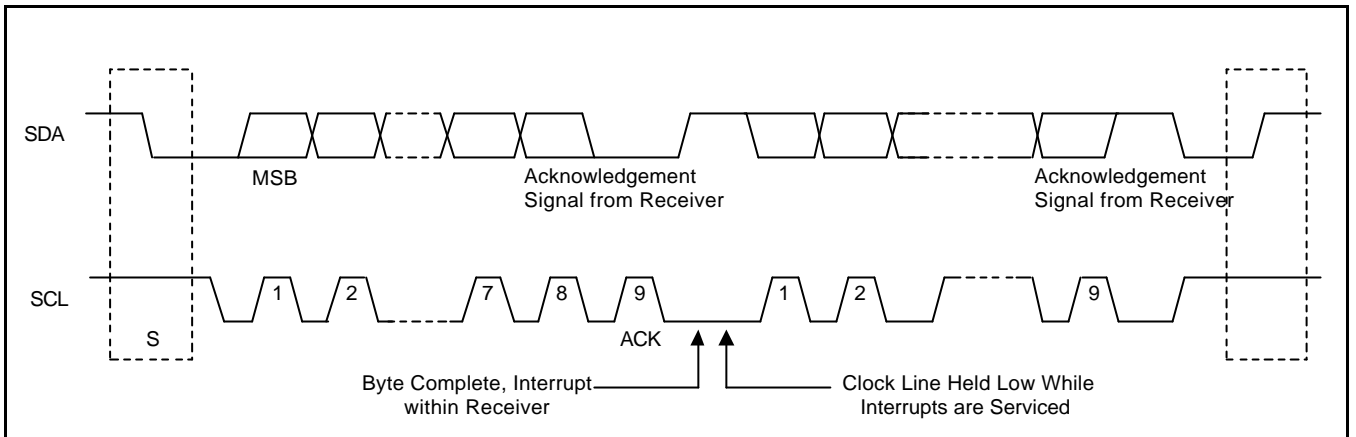 SDA
MSB
Acknowledgement
Signal from Receiver
Acknowledgement
Signal from Receiver
SCL
1
2
7
8
9
1
2
9
S
ACK
Byte Complete, Interrupt
within Receiver
Clock Line Held Low While
Interrupts are Serviced